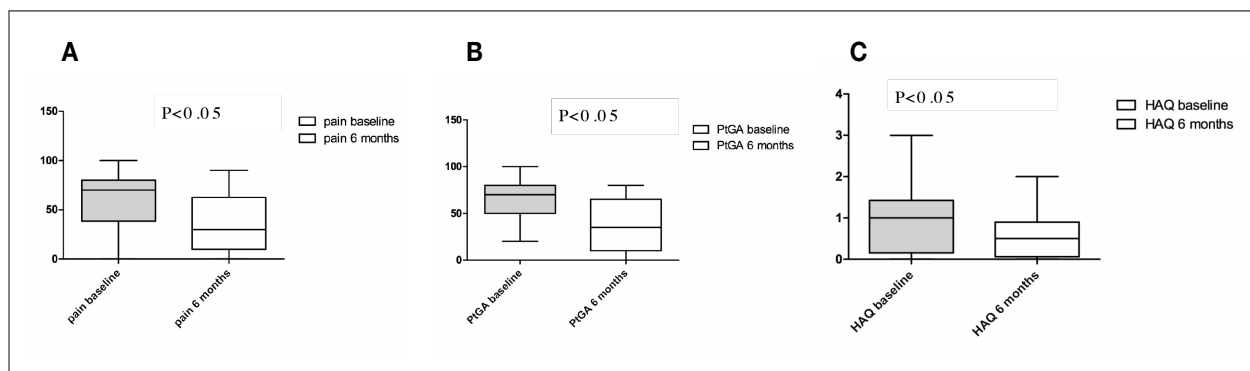 A
P<0.05
pain baseline
pain 6 months
150
100
50
0
pain baseline
pain 6 months
B
P<0.05
PtGA baseline
PtGA 6 months
150
100
50
0
PtGA baseline
PtGA 6 months
C
P<0.05
HAQ baseline
HAQ 6 months
4
3
2
1
0
HAQ baseline
HAQ 6 months